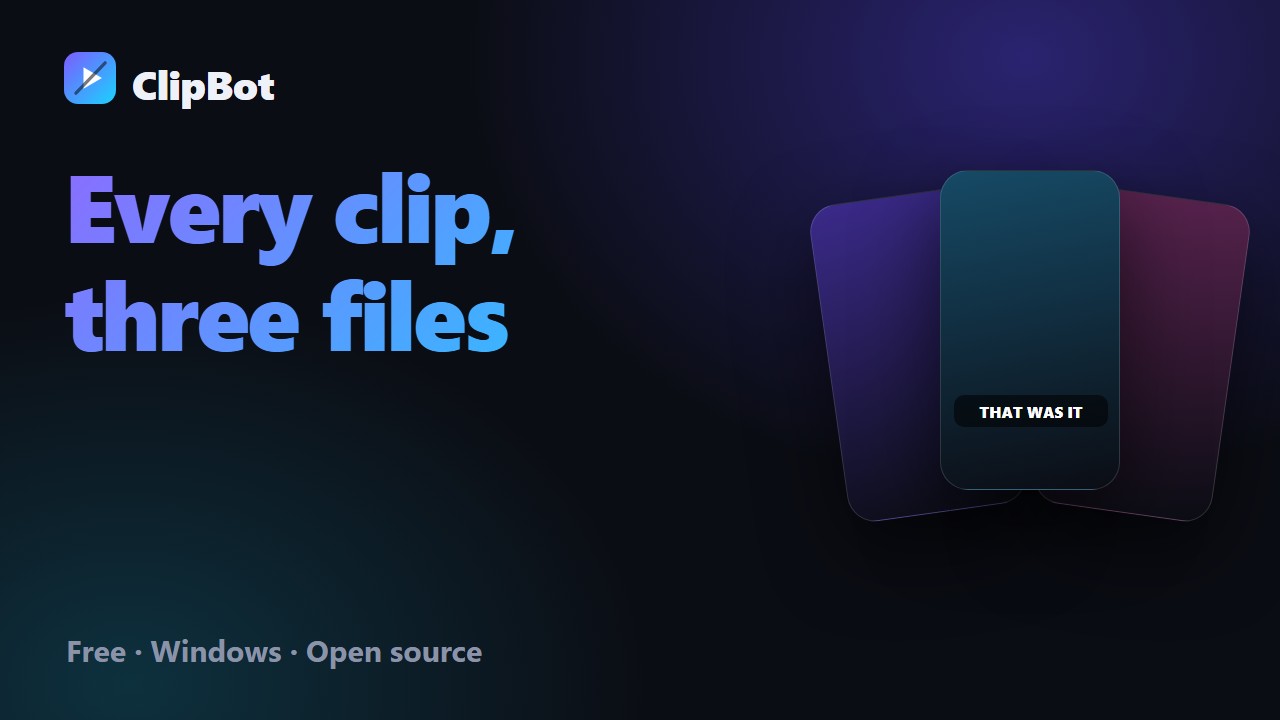 ClipBot
Every clip,
three files
THAT WAS IT
Free · Windows · Open source